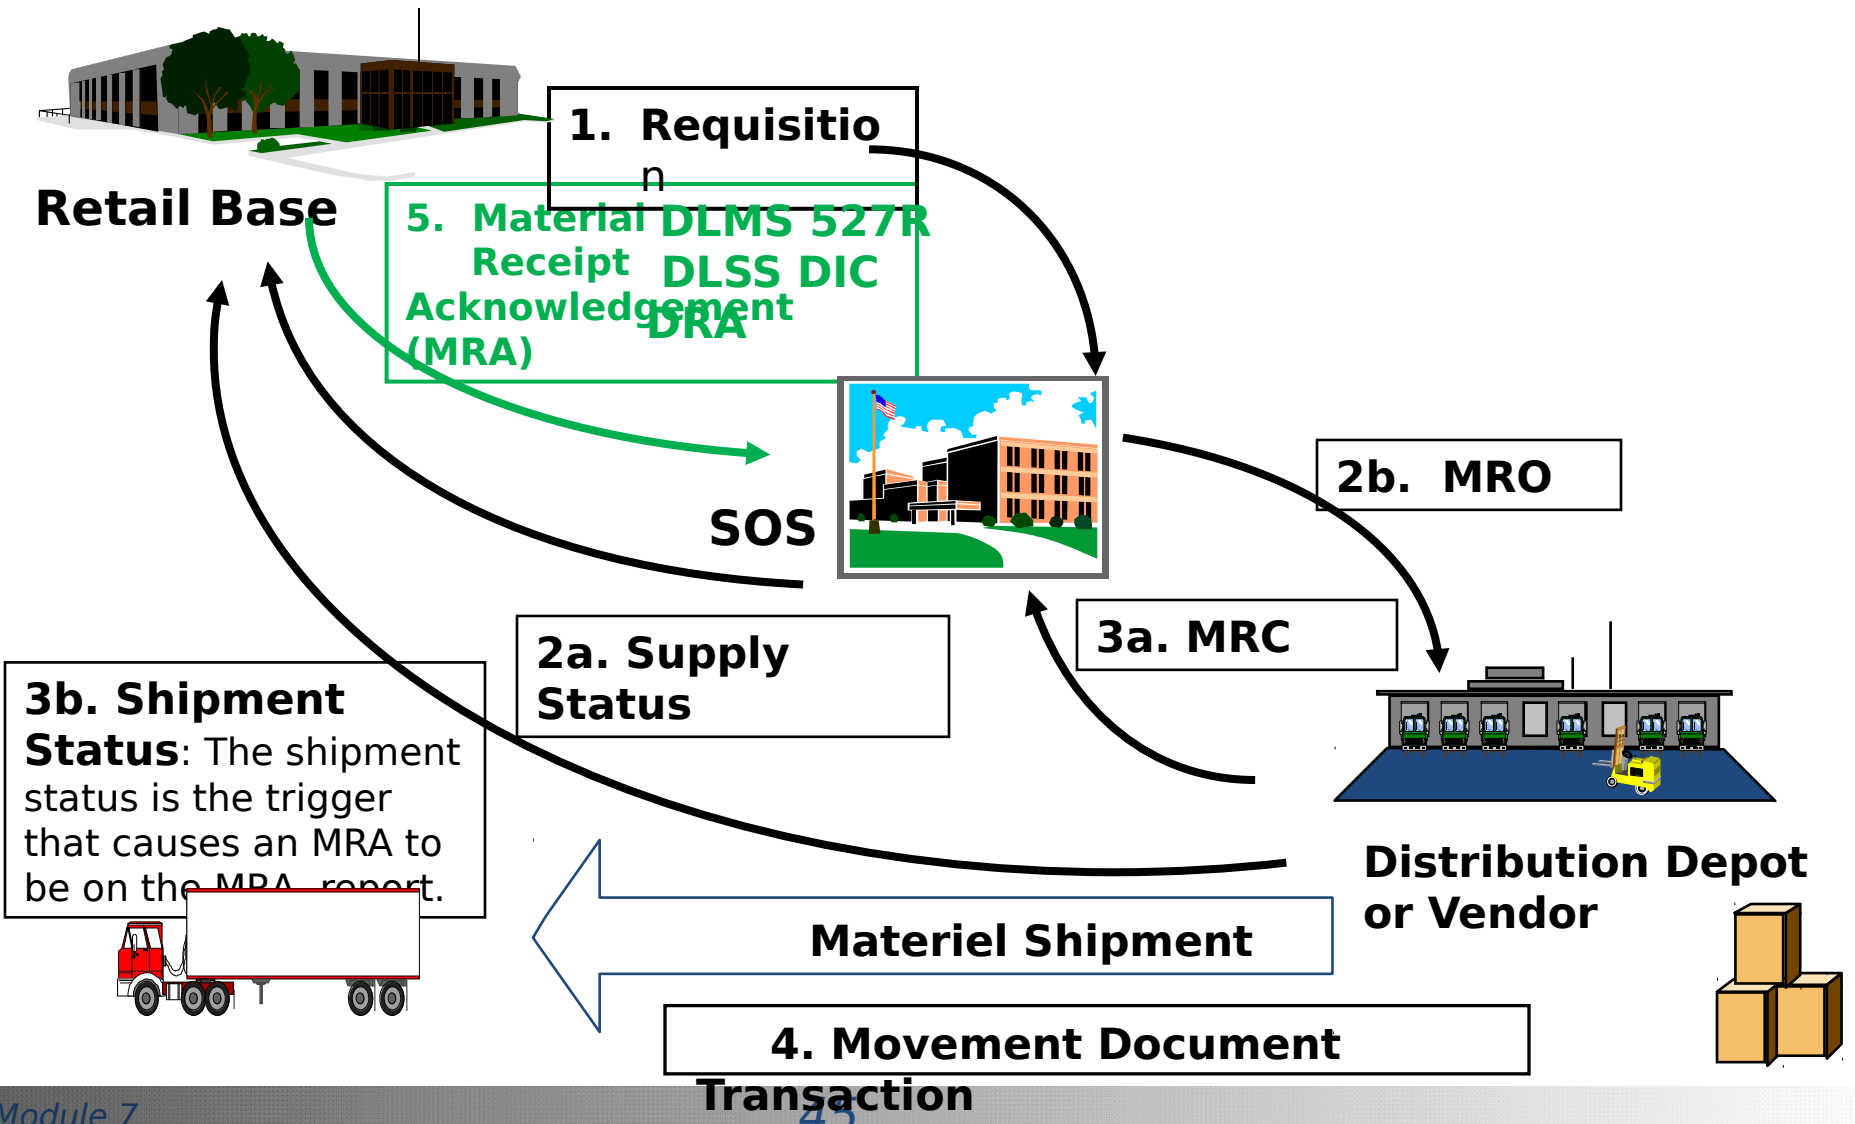 1. Requisitio
n
Retail Base
5. Material
Receipt
Acknowledgement
(MRA)
DLMS 527R
DLSS DIC
DRA
SOS
2b. MRO
3a. MRC
2a. Supply
Status
3b. Shipment
Status: The shipment
status is the trigger
that causes an MRA to
be on the MRA report.
Distribution Depot
or Vendor
Materiel Shipment
4. Movement Document
Transaction
Module 7
45